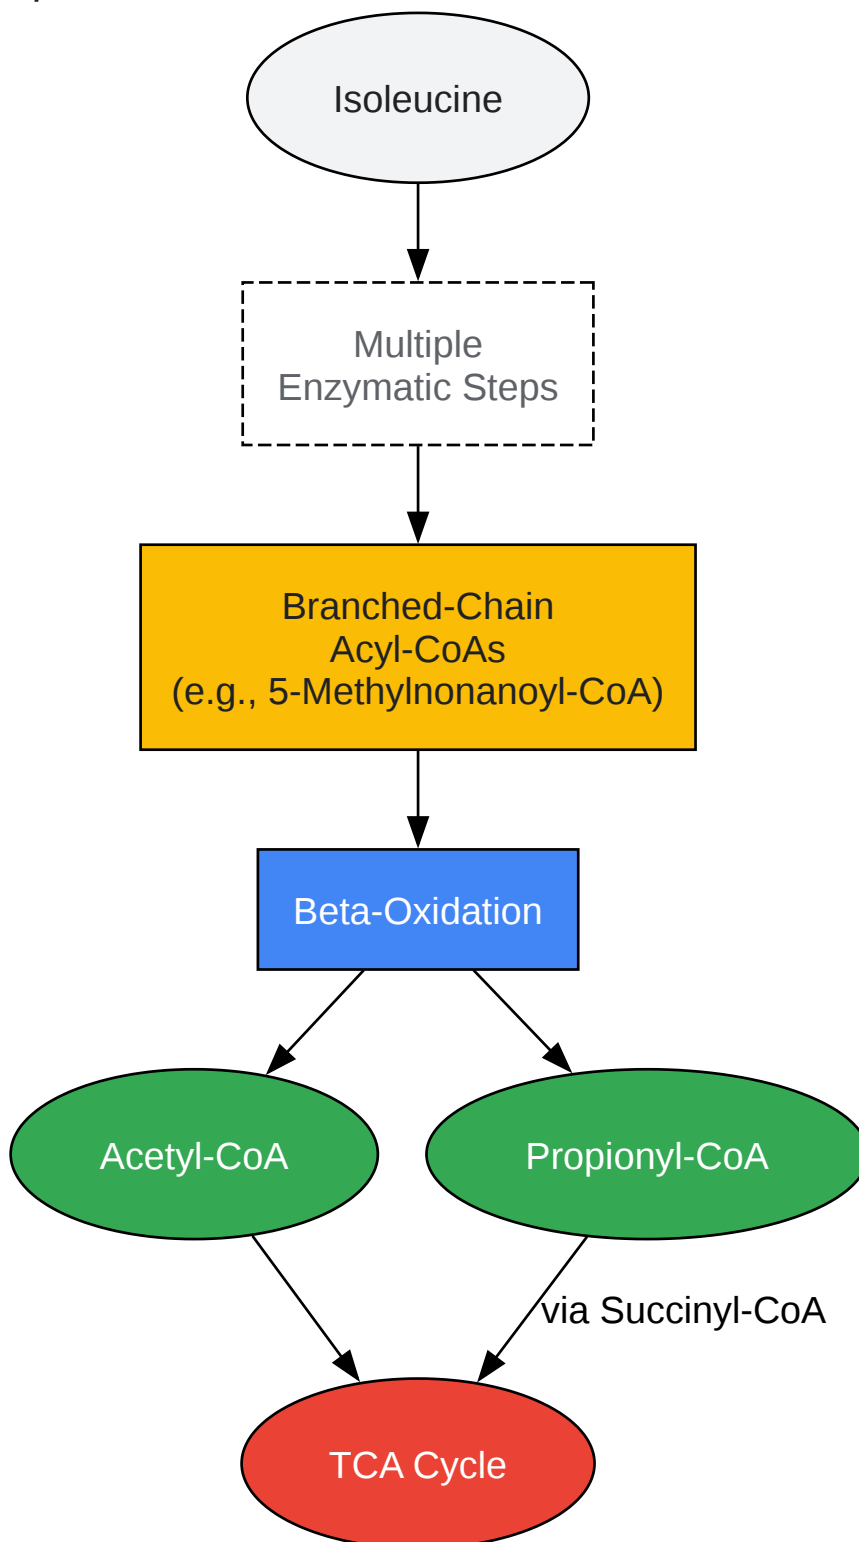 Isoleucine
Multiple
Enzymatic Steps
Branched-Chain
Acyl-CoAs
(e.g., 5-Methylnonanoyl-CoA)
Beta-Oxidation
Acetyl-CoA
Propionyl-CoA
via Succinyl-CoA
TCA Cycle